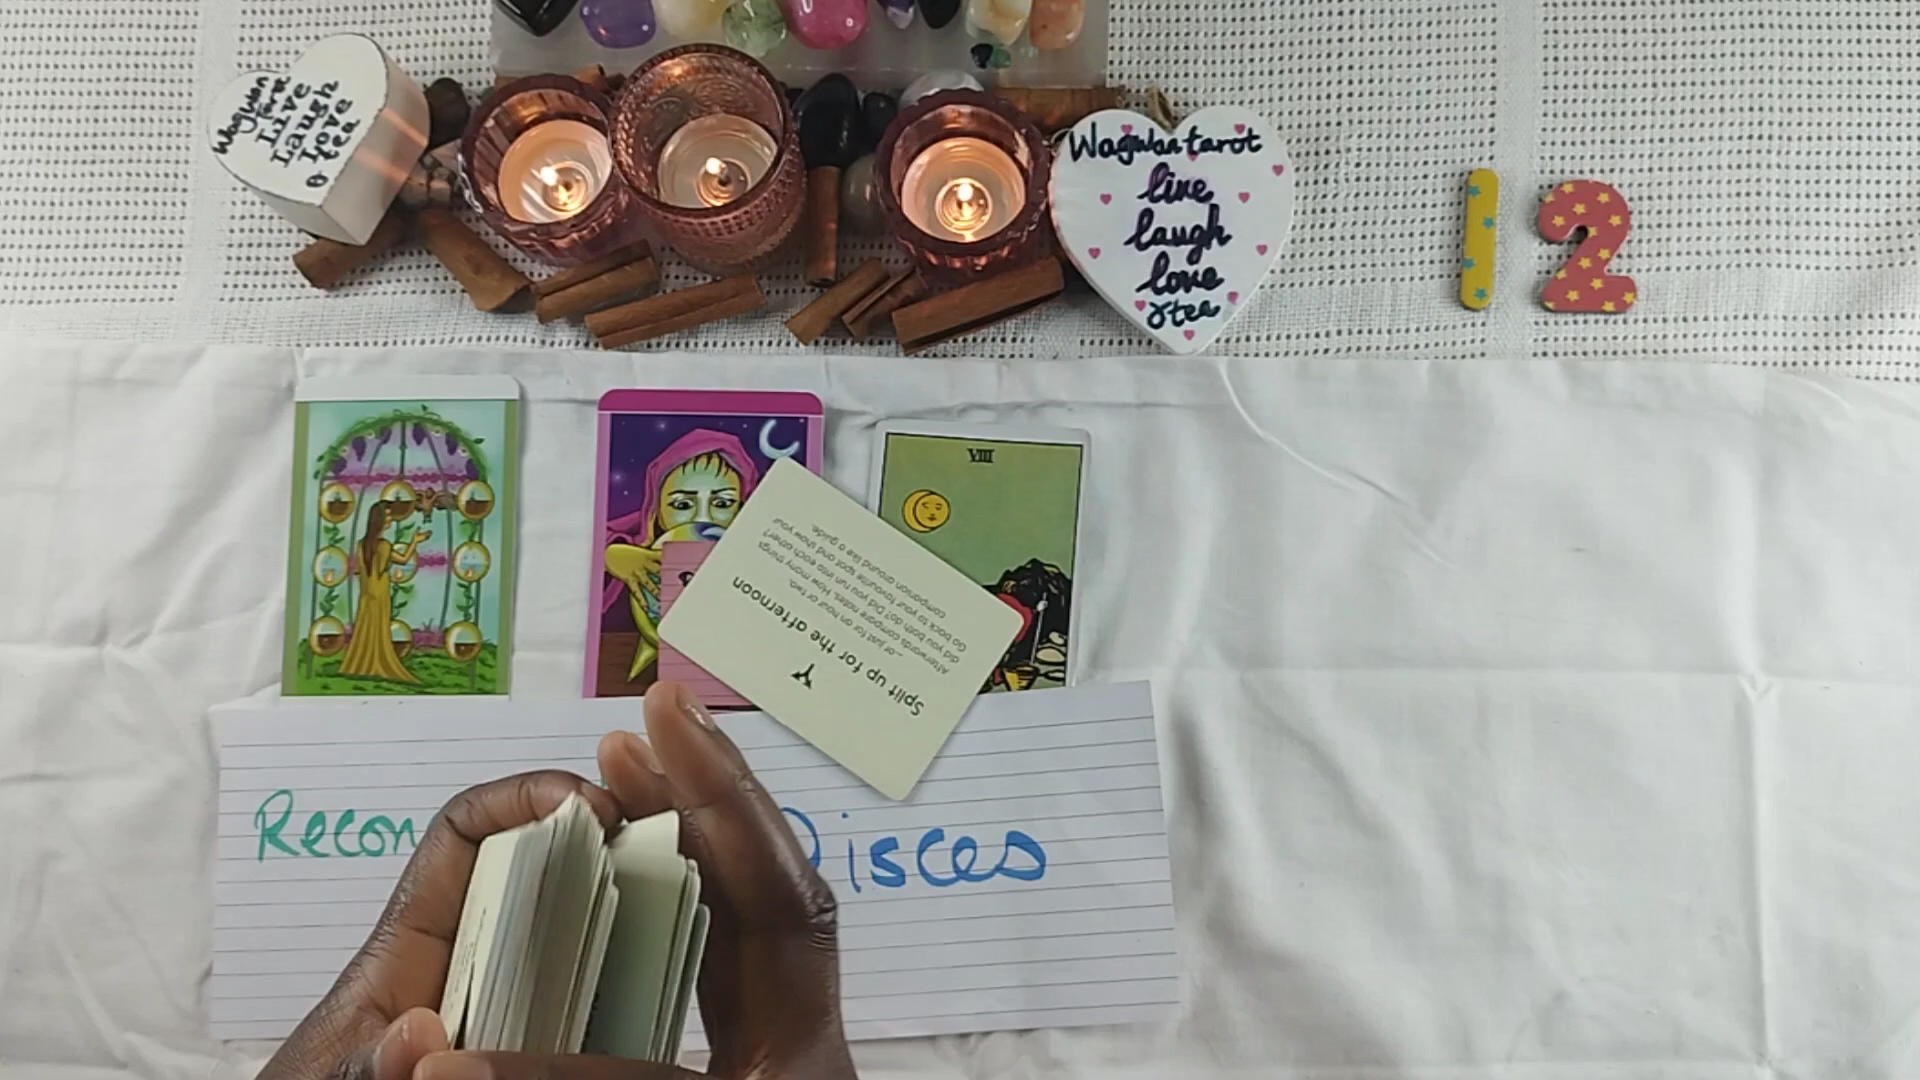 Wagwan
Tarot
Live
Laugh
Love
& tea
Wagwan tarot
live
laugh
love
& tea
1 2
VIII
Split up for the afternoon
...or just for an hour or two.
Afterwards compare notes. How many things
did you both do? Did you run into each other?
Go back to your favourite spot and show your
companion around like a guide.
Recon
Pisces